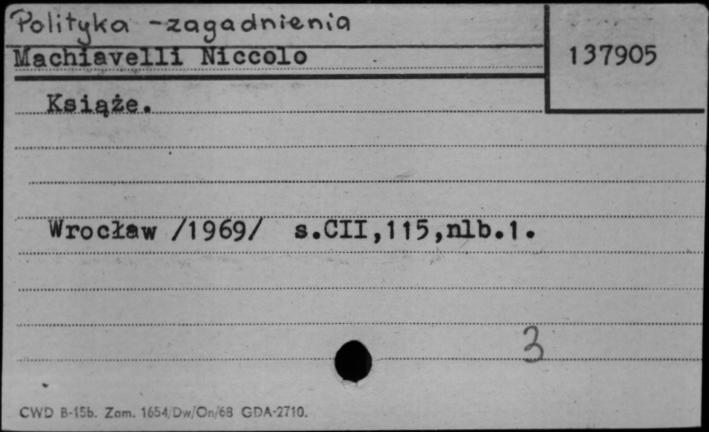 Polityka - zagadnienia
Machiavelli Niccolo
137905
Książe.
Wrocław /1969/ s.CII,115,nlb.1.
3
CWD B-15b. Zam. 1654/Dw/On/68 GDA-2710.